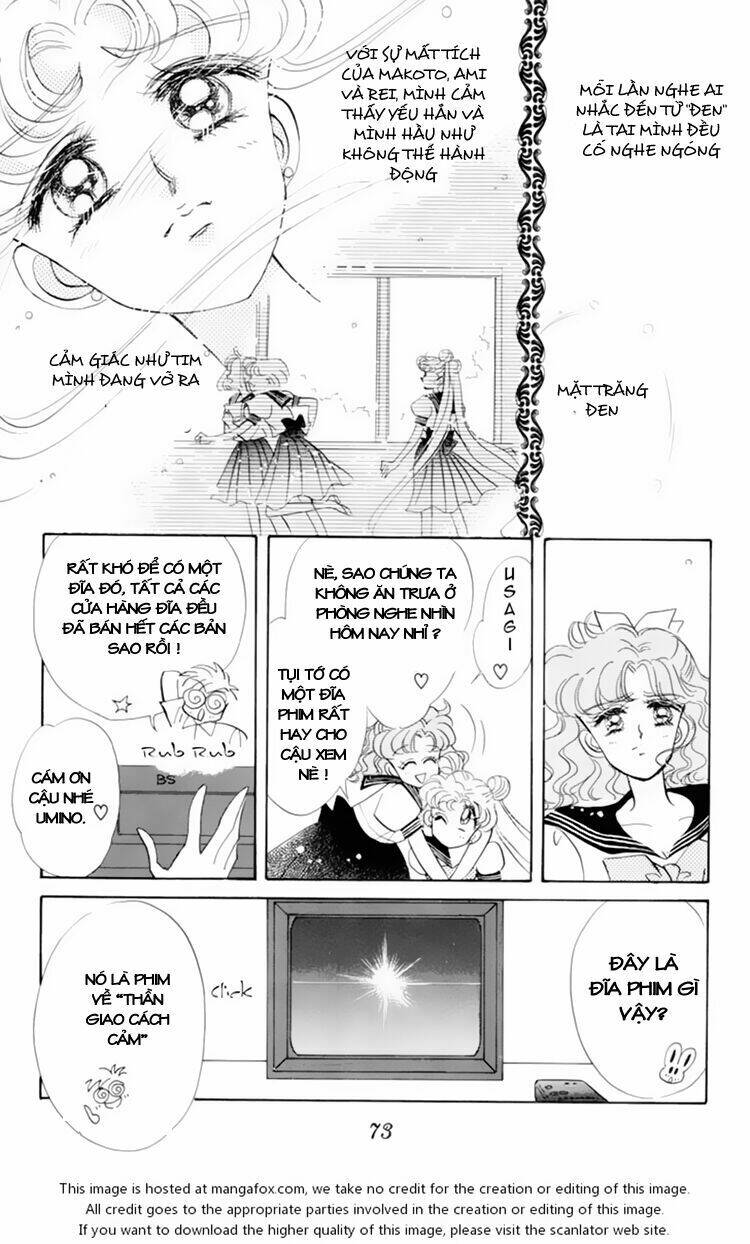 MỖI LẦN NGHE AI
NHẮC ĐẾN TỪ "ĐEN"
LÀ TAI MÌNH ĐỀU
CỐ NGHE NGÓNG
MẶT TRĂNG
ĐEN
VỚI SỰ MẤT TÍCH
CỦA MAKOTO, AMI
VÀ REI, MÌNH CẢM
THẤY YẾU HẲN VÀ
MÌNH HẦU NHƯ
KHÔNG THỂ HÀNH
ĐỘNG
CẢM GIÁC NHƯ TIM
MÌNH ĐANG VỠ RA
USAGI
NÈ, SAO CHÚNG TA
KHÔNG ĂN TRƯA Ở
PHÒNG NGHE NHÌN
HÔM NAY NHỈ ?
TỤI TỚ CÓ
MỘT ĐĨA
PHIM RẤT
HAY CHO
CẬU XEM
NÈ !
RẤT KHÓ ĐỂ CÓ MỘT
ĐĨA ĐÓ, TẤT CẢ CÁC
CỬA HÀNG ĐĨA ĐỀU
ĐÃ BÁN HẾT CÁC BẢN
SAO RỒI !
Rub Rub
BS
CÁM ƠN
CẬU NHÉ
UMINO.
ĐÂY LÀ
ĐĨA PHIM GÌ
VẬY?
click
NÓ LÀ PHIM
VỀ "THẦN
GIAO CÁCH
CẢM"
73
This image is hosted at mangafox.com, we take no credit for the creation or editing of this image.
All credit goes to the appropriate parties involved in the creation or editing of this image.
If you want to download the higher quality of this image, please visit the scanlator web site.